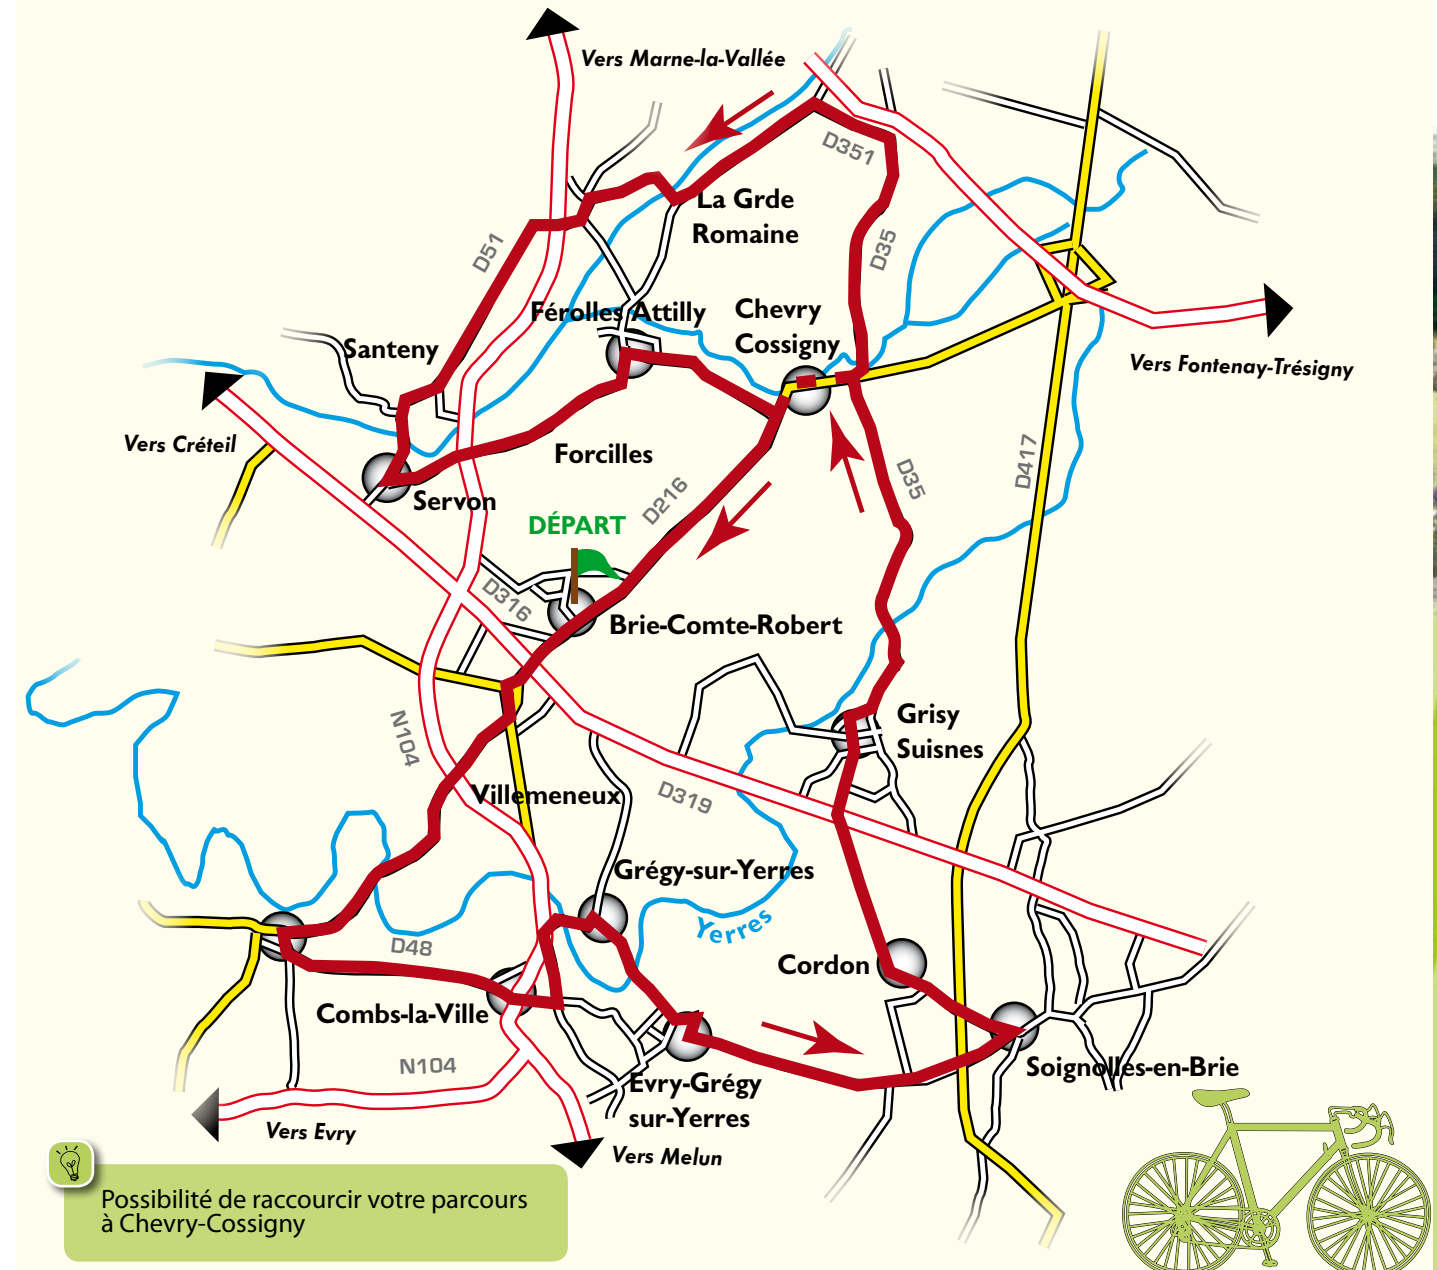 Vers Marne-la-Vallée
D351
La Grde
Romaine
D51
D35
Férolles Attilly
Chevry
Cossigny
Santeny
Vers Fontenay-Trésigny
Vers Créteil
Forcilles
D417
D35
Servon
D216
DÉPART
D316
Brie-Comte-Robert
N104
Grisy
Suisnes
Villemeneux
D319
Grégy-sur-Yerres
Yerres
D48
Cordon
Combs-la-Ville
N104
Soignolles-en-Brie
Evry-Grégy
sur-Yerres
Vers Evry
Vers Melun
Possibilité de raccourcir votre parcours
à Chevry-Cossigny